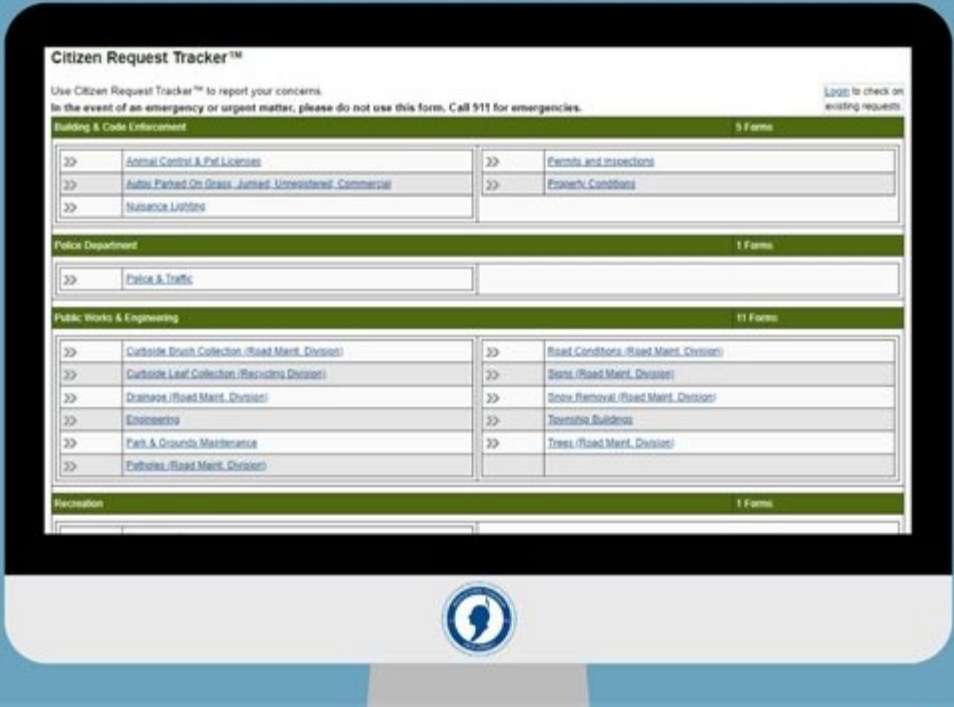 Citizen Request Tracker™
Use Citizen Request Tracker™ to report your concerns.
Login to check on
In the event of an emergency or urgent matter, please do not use this form. Call 911 for emergencies.
existing requests.
Building & Code Enforcement 5 Forms
>> Animal Control & Pet Licenses >> Permits and Inspections
>> Autos Parked On Grass, Junked, Unregistered, Commercial >> Property Conditions
>> Nuisance Lighting
Police Department 1 Forms
>> Police & Traffic
Public Works & Engineering 11 Forms
>> Curbside Brush Collection (Road Maint. Division) >> Road Conditions (Road Maint. Division)
>> Curbside Leaf Collection (Recycling Division) >> Signs (Road Maint. Division)
>> Drainage (Road Maint. Division) >> Snow Removal (Road Maint. Division)
>> Engineering >> Township Buildings
>> Park & Grounds Maintenance >> Trees (Road Maint. Division)
>> Potholes (Road Maint. Division)
Recreation 1 Forms